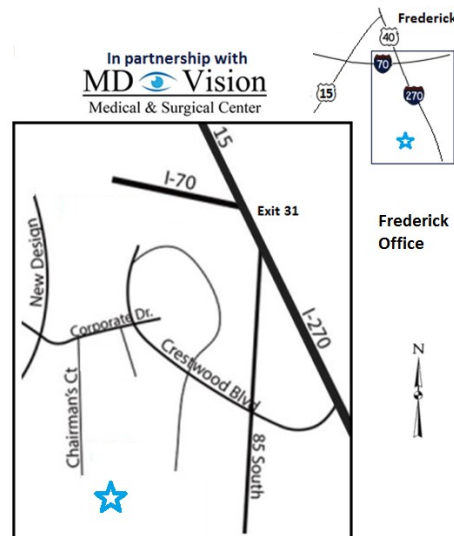 Frederick
40
In partnership with
MD Vision
Medical & Surgical Center
70
15
270
15
I-70
Exit 31
Frederick
Office
New Design
Corporate Dr.
I-270
N
Crestwood Blvd
Chairman's Ct
85 South